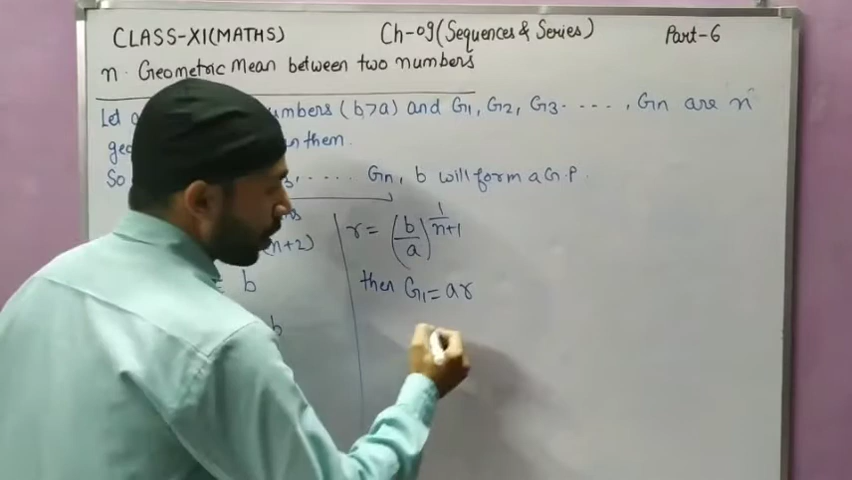 CLASS-XI(MATHS) Ch-09(Sequences & Series) Part-6
n. Geometric Mean between two numbers
Let umbers (b>a) and G1, G2, G3. - - - -, Gn are n
them.
So . . . . . Gn, b will form a G.P.
(n+2)
b
b
r = (b/a)^1/n+1
then G1 = ar